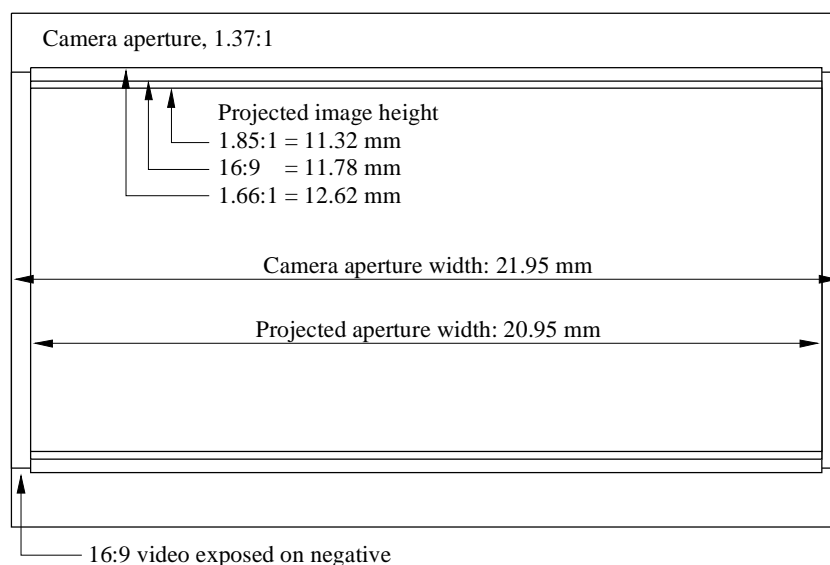 Camera aperture, 1.37:1
Projected image height
1.85:1 = 11.32 mm
16:9 = 11.78 mm
1.66:1 = 12.62 mm
Camera aperture width: 21.95 mm
Projected aperture width: 20.95 mm
16:9 video exposed on negative